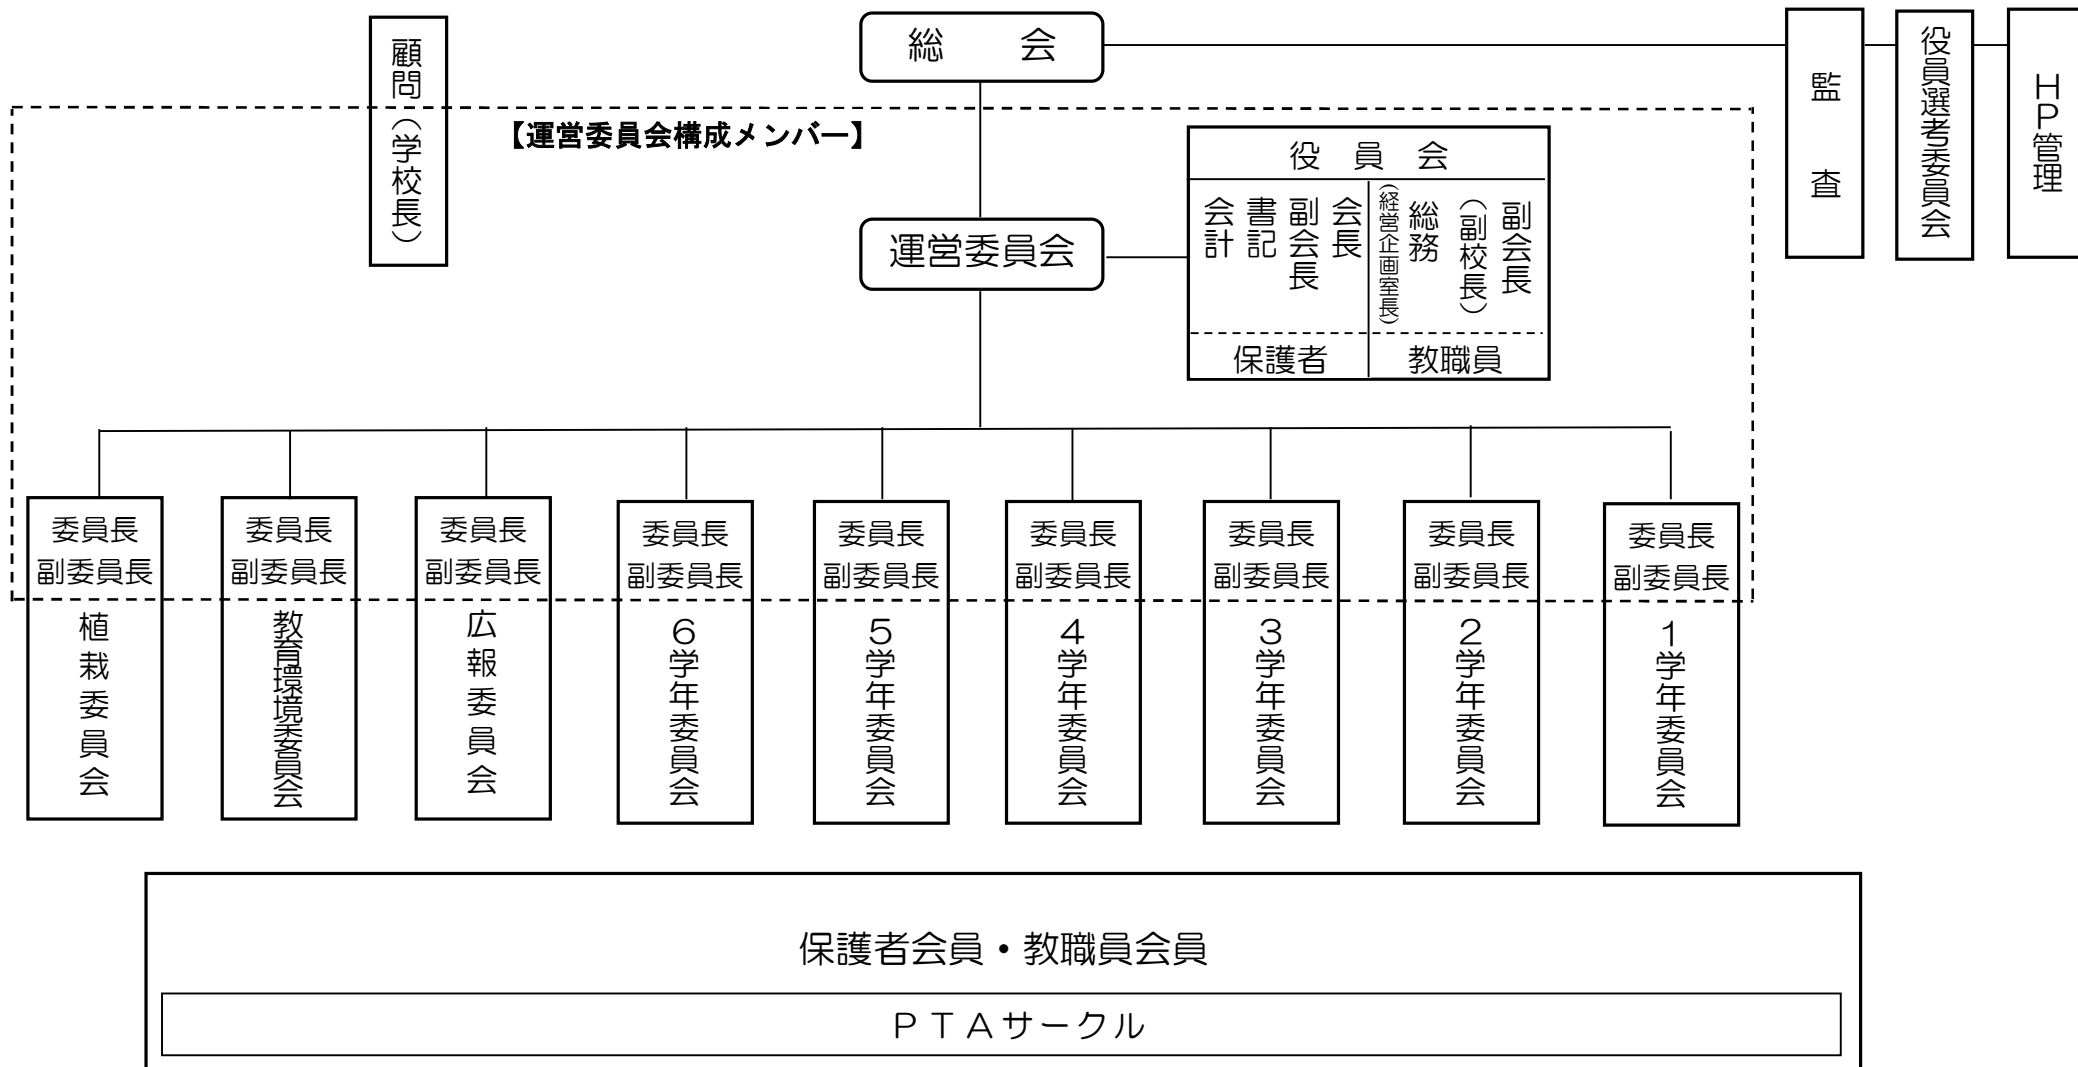 総　　会
顧問（学校長）
監　査
役員選考委員会
ＨＰ管理
【運営委員会構成メンバー】
運営委員会
役　員　会
副会長
（副校長）
総務
（経営企画室長）
会長
副会長
書記
会計
保護者
教職員
委員長
副委員長
植栽委員会
委員長
副委員長
教育環境委員会
委員長
副委員長
広報委員会
委員長
副委員長
６学年委員会
委員長
副委員長
５学年委員会
委員長
副委員長
４学年委員会
委員長
副委員長
３学年委員会
委員長
副委員長
２学年委員会
委員長
副委員長
１学年委員会
保護者会員・教職員会員
ＰＴＡサークル